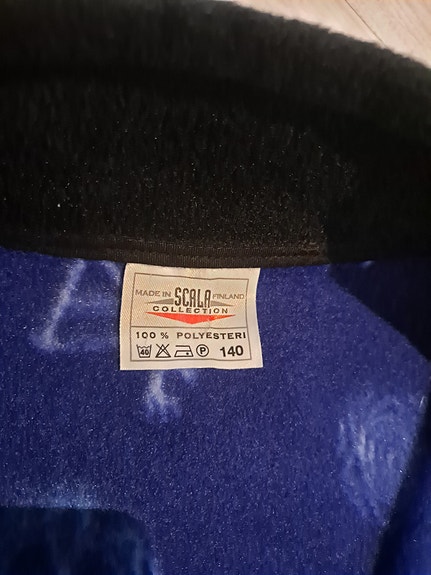 MADE IN SCALA FINLAND
COLLECTION
100 % POLYESTERI
40 P 140